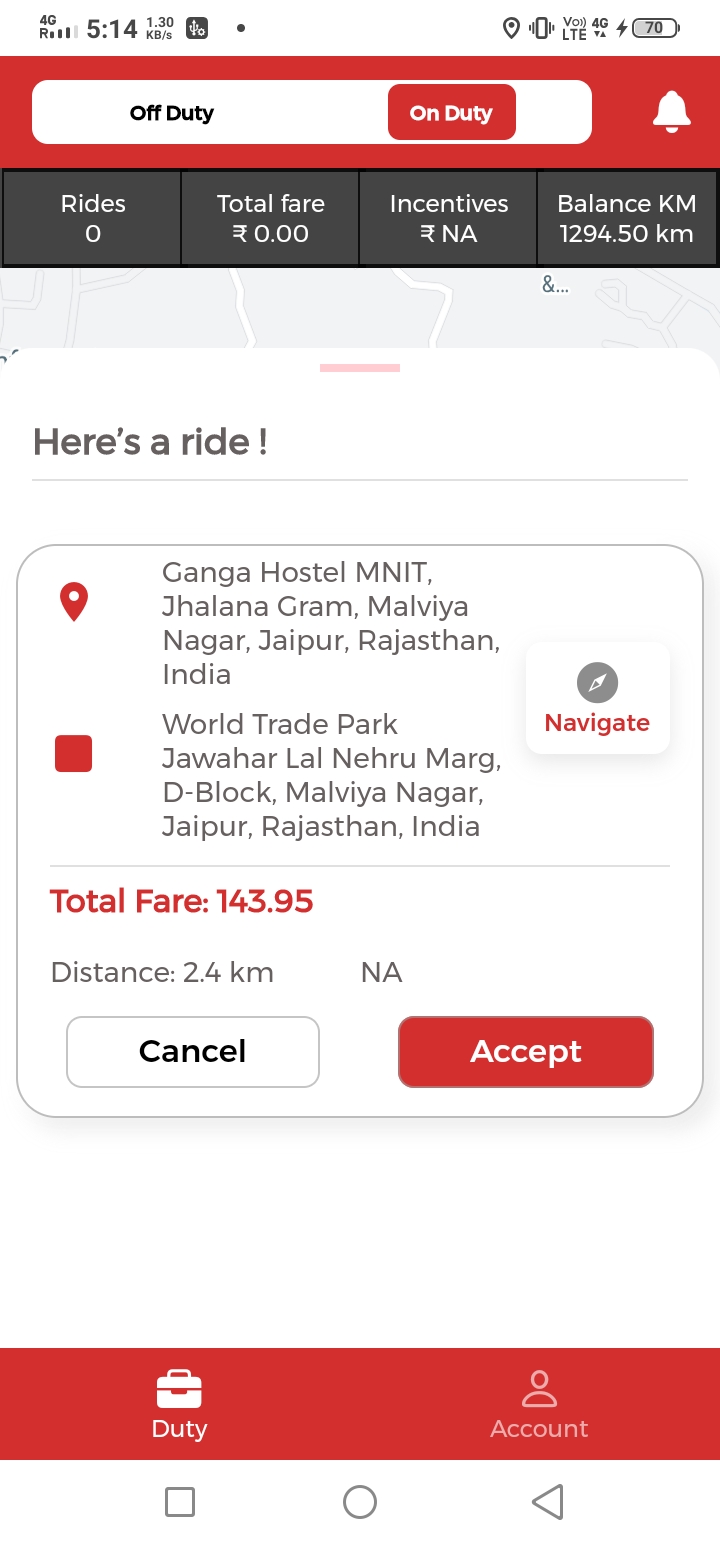 4G
R
5:14
1.30
KB/s
Vo))
LTE
4G
70
Off Duty
On Duty
Rides
0
Total fare
₹ 0.00
Incentives
₹ NA
Balance KM
1294.50 km
&...
Here's a ride !
Ganga Hostel MNIT,
Jhalana Gram, Malviya
Nagar, Jaipur, Rajasthan,
India
Navigate
World Trade Park
Jawahar Lal Nehru Marg,
D-Block, Malviya Nagar,
Jaipur, Rajasthan, India
Total Fare: 143.95
Distance: 2.4 km
NA
Cancel
Accept
Duty
Account